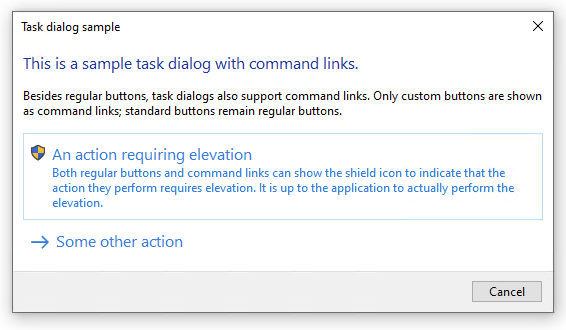 Task dialog sample
This is a sample task dialog with command links.
Besides regular buttons, task dialogs also support command links. Only custom buttons are shown
as command links; standard buttons remain regular buttons.
An action requiring elevation
Both regular buttons and command links can show the shield icon to indicate that the
action they perform requires elevation. It is up to the application to actually perform the
elevation.
Some other action
Cancel